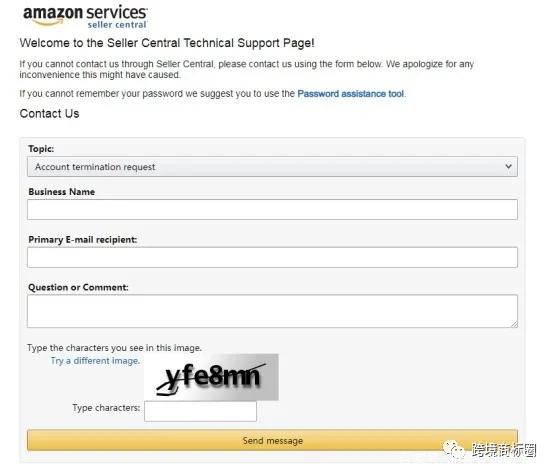 amazon services
seller central
Welcome to the Seller Central Technical Support Page!
If you cannot contact us through Seller Central, please contact us using the form below. We apologize for any
inconvenience this might have caused.
If you cannot remember your password we suggest you to use the Password assistance tool.
Contact Us
Topic:
Account termination request
Business Name
Primary E-mail recipient:
Question or Comment:
Type the characters you see in this image.
Try a different image.
yfe8mn
Type characters:
Send message
跨境商标圈